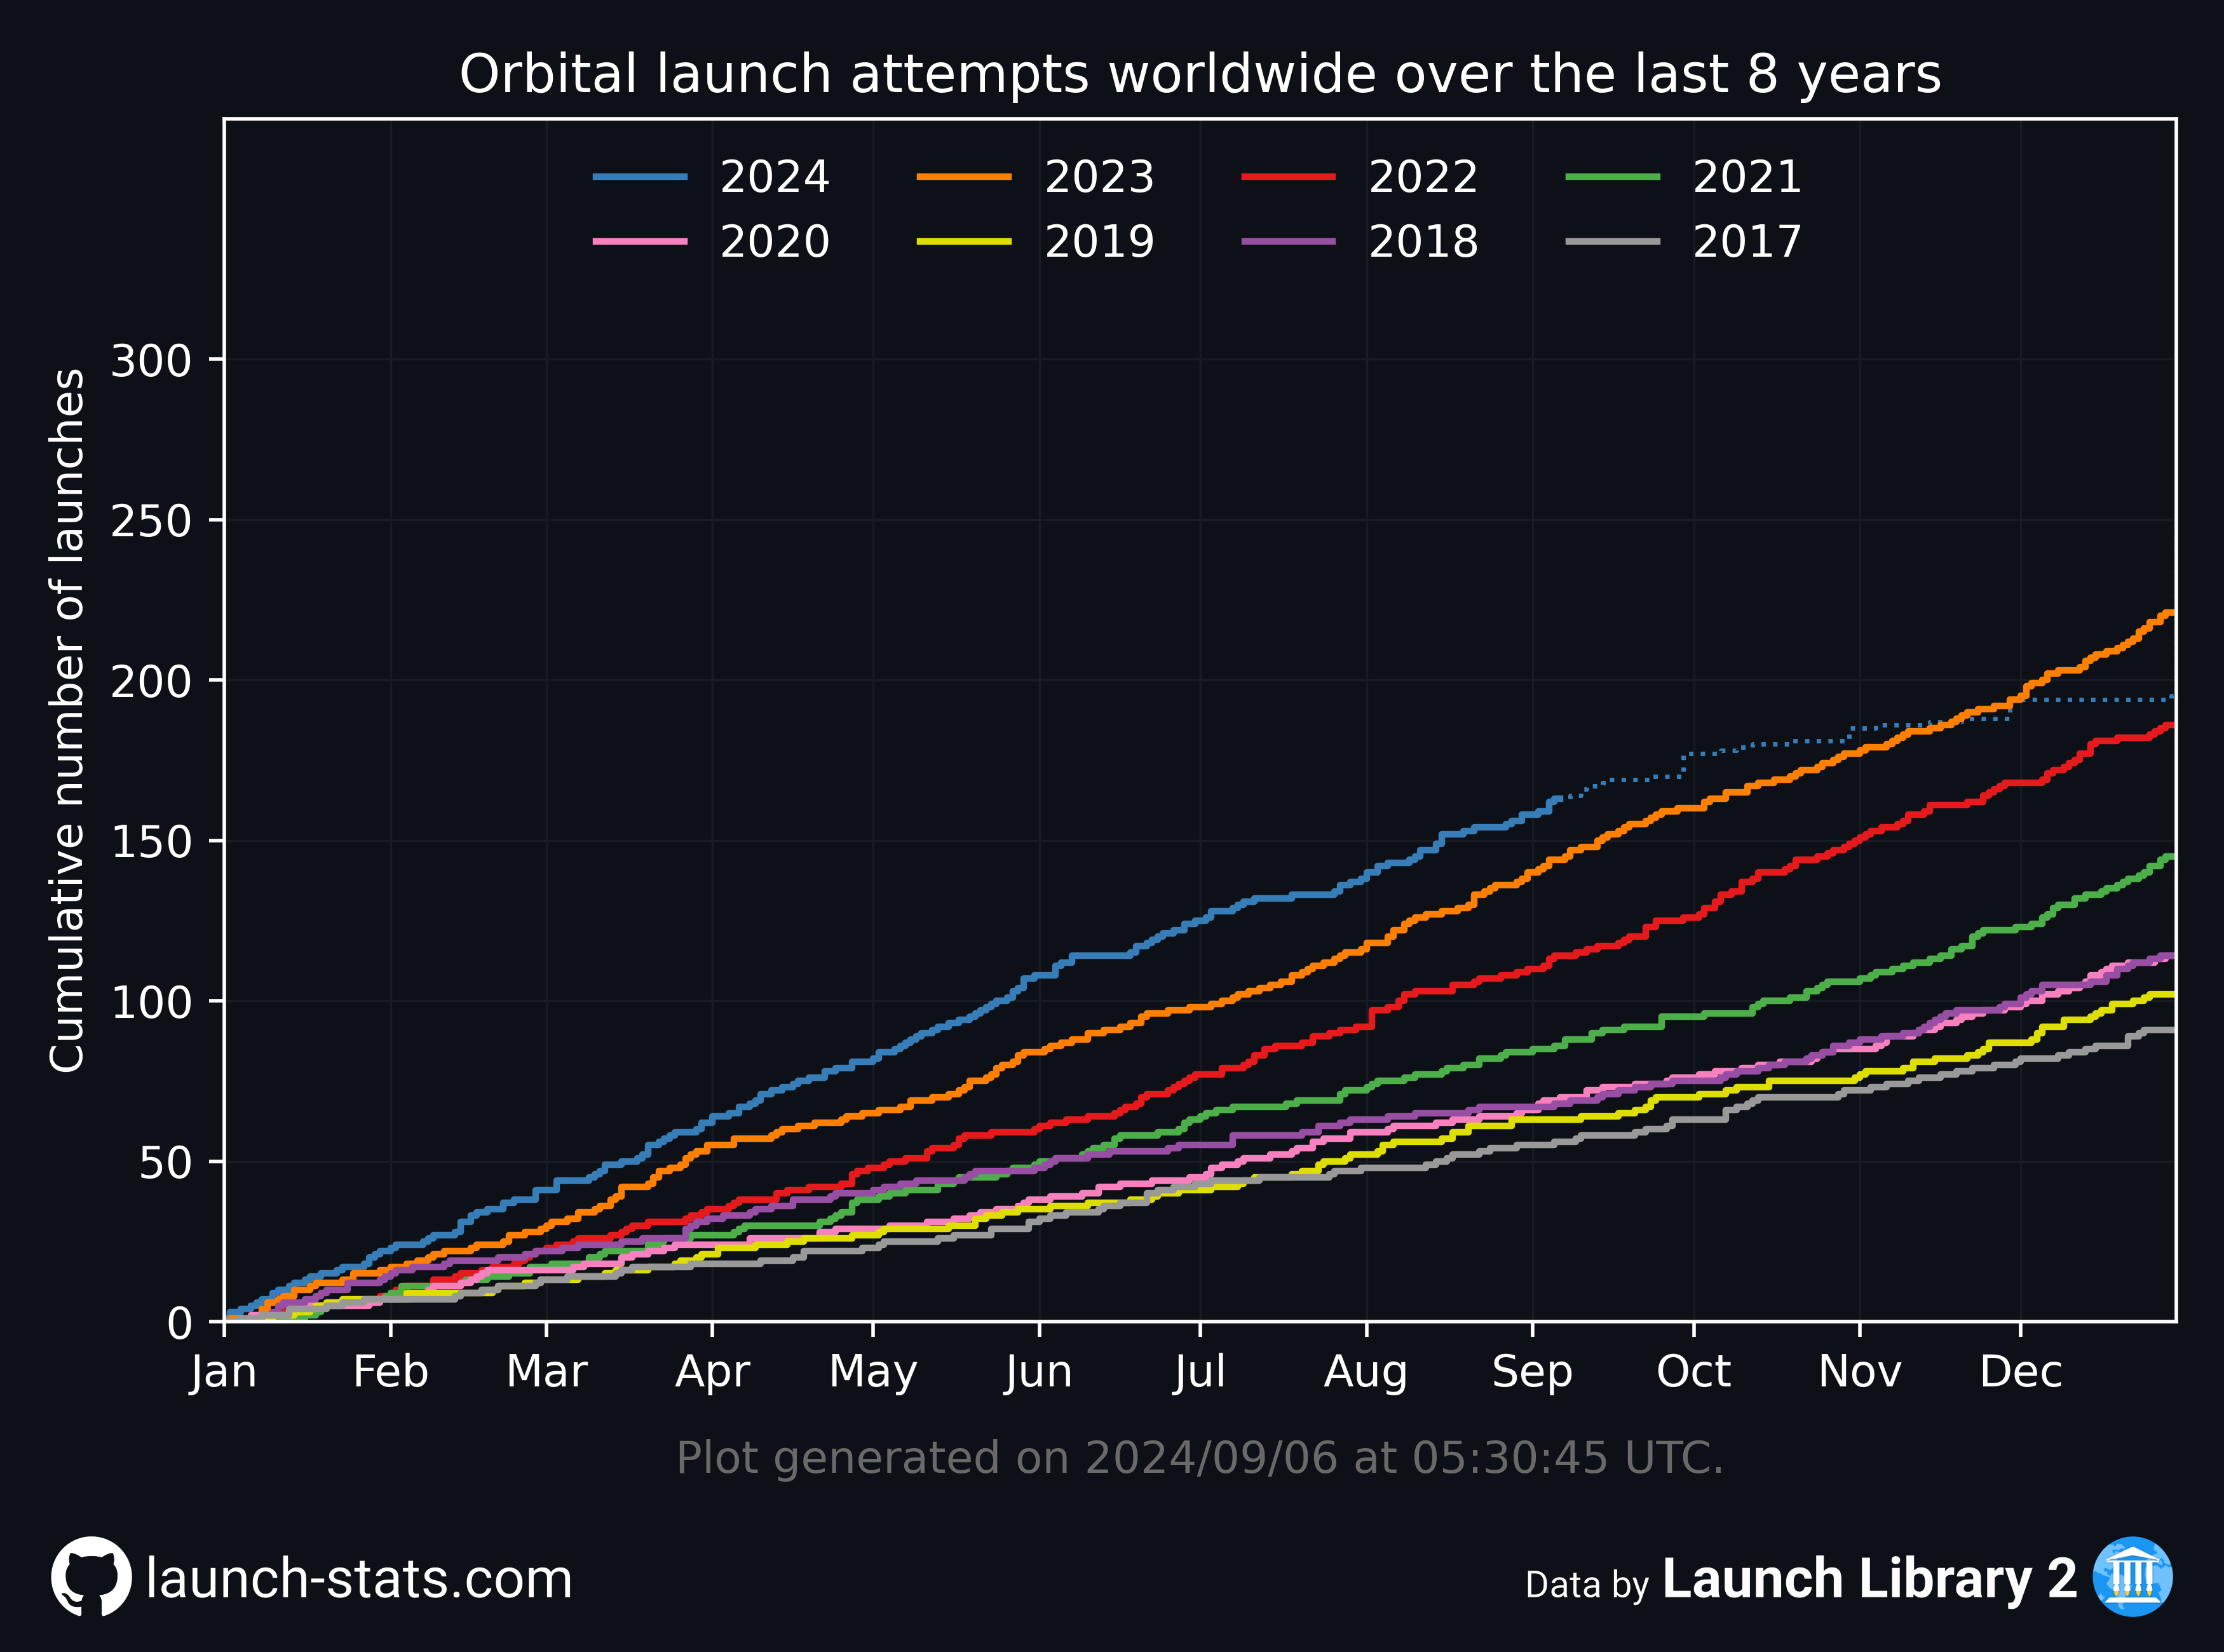 Orbital launch attempts worldwide over the last 8 years
2024 2023 2022 2021
2020 2019 2018 2017
Cumulative number of launches
300
250
200
150
100
50
0
Jan Feb Mar Apr May Jun Jul Aug Sep Oct Nov Dec
Plot generated on 2024/09/06 at 05:30:45 UTC.
launch-stats.com
Data by Launch Library 2